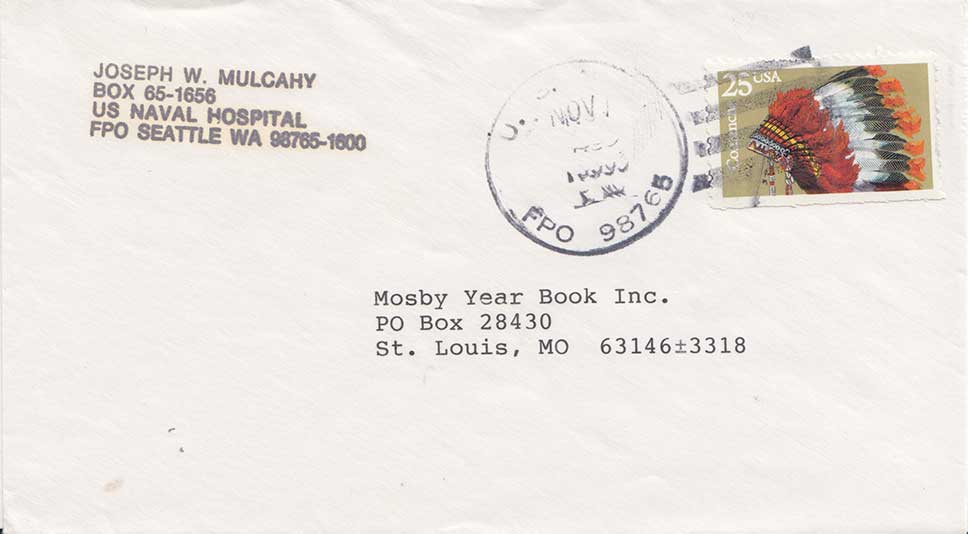 JOSEPH W. MULCAHY
BOX 65-1656
US NAVAL HOSPITAL
FPO SEATTLE WA 98765-1600
NOV
FPO 98765
25 USA
Comanche
Mosby Year Book Inc.
PO Box 28430
St. Louis, MO 63146±3318